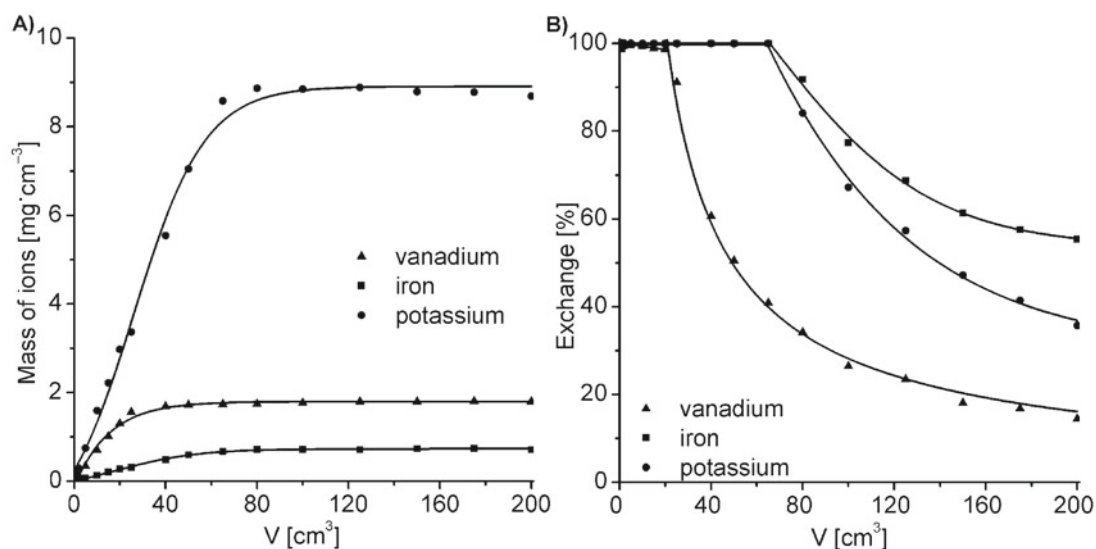 A)
Mass of ions [mg·cm⁻³]
10
8
6
4
2
0
vanadium
iron
potassium
0 40 80 120 160 200
V [cm³]
B)
Exchange [%]
100
80
60
40
20
0
vanadium
iron
potassium
0 40 80 120 160 200
V [cm³]